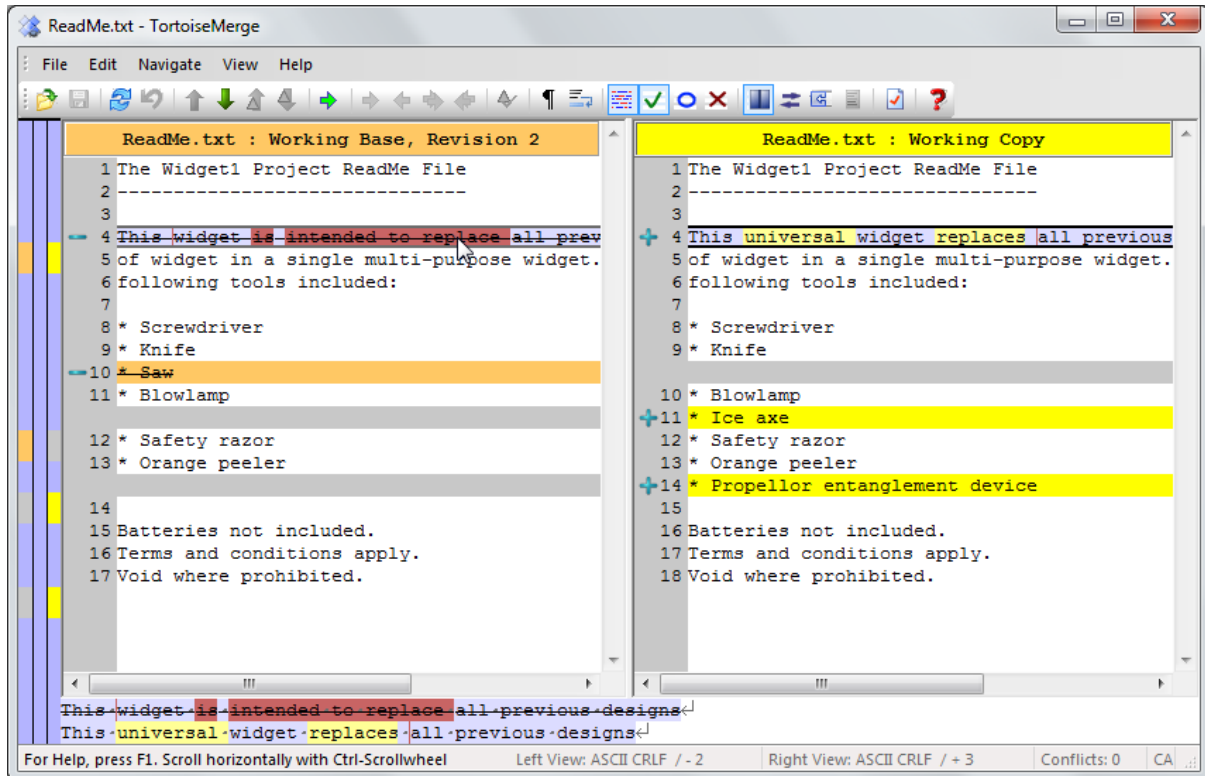 ReadMe.txt - TortoiseMerge
File Edit Navigate View Help
ReadMe.txt : Working Base, Revision 2
1 The Widget1 Project ReadMe File
2 ---------------------------------
3
4 This widget is intended to replace all prev
5 of widget in a single multi-purpose widget.
6 following tools included:
7
8 * Screwdriver
9 * Knife
10 * Saw
11 * Blowlamp
12 * Safety razor
13 * Orange peeler
14
15 Batteries not included.
16 Terms and conditions apply.
17 Void where prohibited.
ReadMe.txt : Working Copy
1 The Widget1 Project ReadMe File
2 ---------------------------------
3
4 This universal widget replaces all previous
5 of widget in a single multi-purpose widget.
6 following tools included:
7
8 * Screwdriver
9 * Knife
10 * Blowlamp
11 * Ice axe
12 * Safety razor
13 * Orange peeler
14 * Propellor entanglement device
15
16 Batteries not included.
17 Terms and conditions apply.
18 Void where prohibited.
This·widget·is·intended·to·replace·all·previous·designs↵
This·universal·widget·replaces·all·previous·designs↵
For Help, press F1. Scroll horizontally with Ctrl-Scrollwheel Left View: ASCII CRLF / - 2 Right View: ASCII CRLF / + 3 Conflicts: 0 CA